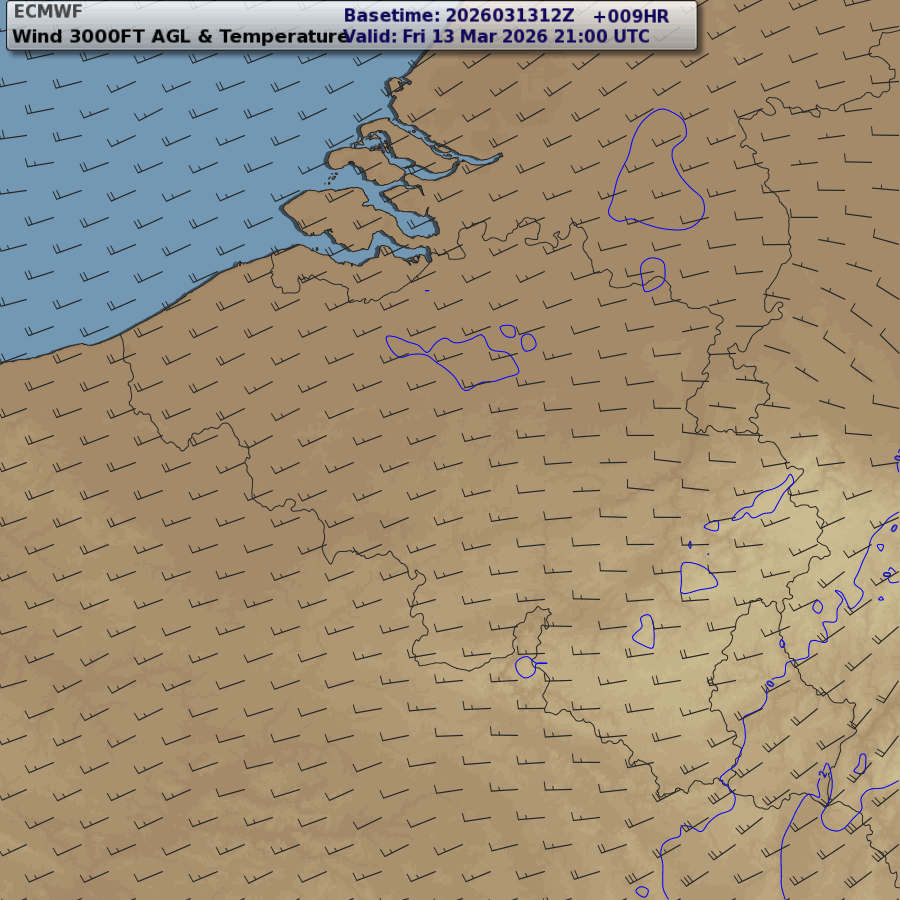 ECMWF
Basetime: 2026031312Z +009HR
Wind 3000FT AGL & Temperature
Valid: Fri 13 Mar 2026 21:00 UTC